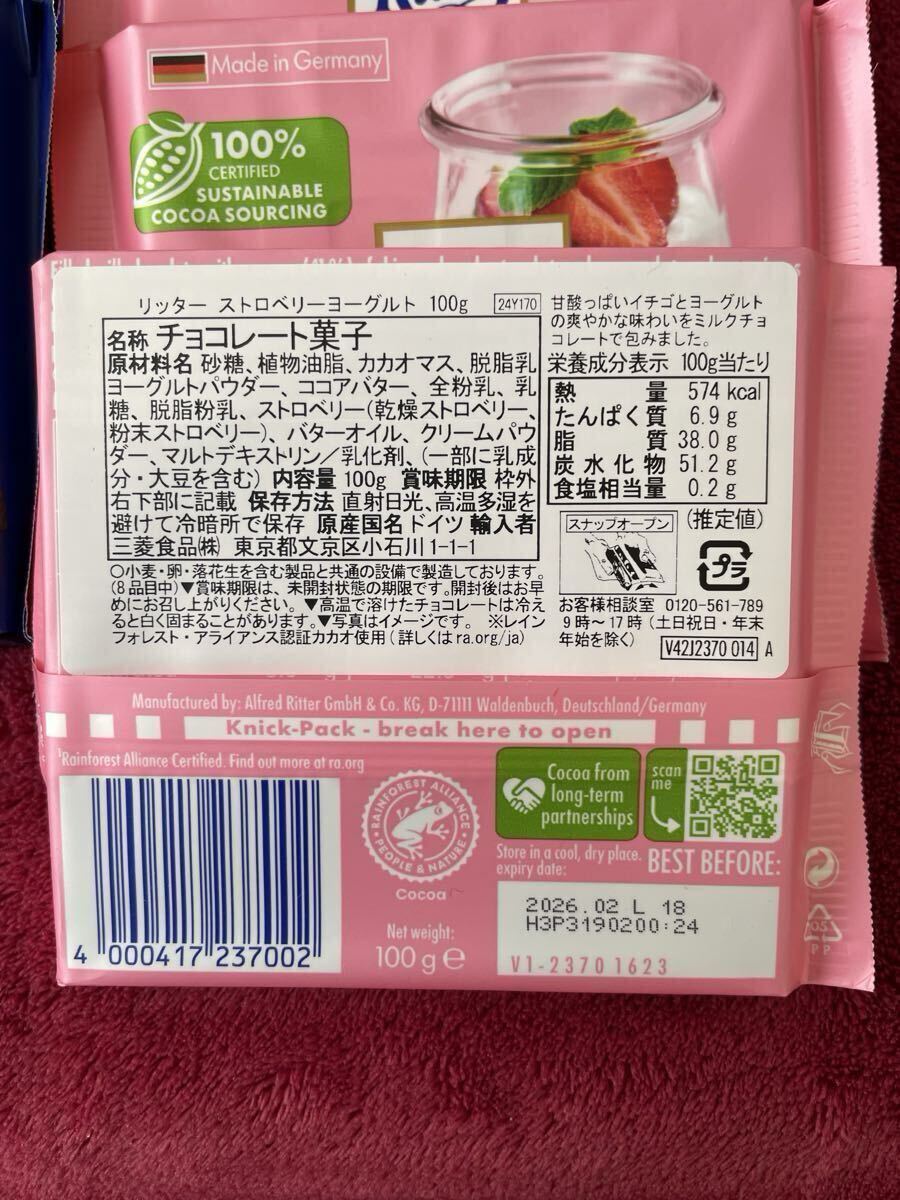 Made in Germany
100%
CERTIFIED
SUSTAINABLE
COCOA SOURCING
リッター ストロベリーヨーグルト 100g 24Y170
名称 チョコレート菓子
原材料名 砂糖、植物油脂、カカオマス、脱脂乳
ヨーグルトパウダー、ココアバター、全粉乳、乳
糖、脱脂粉乳、ストロベリー(乾燥ストロベリー、
粉末ストロベリー)、バターオイル、クリームパウ
ダー、マルトデキストリン/乳化剤、(一部に乳成
分・大豆を含む) 内容量 100g 賞味期限 枠外
右下部に記載 保存方法 直射日光、高温多湿を
避けて冷暗所で保存 原産国名 ドイツ 輸入者
三菱食品㈱ 東京都文京区小石川1-1-1
○小麦・卵・落花生を含む製品と共通の設備で製造しております。
(8品目中)▼賞味期限は、未開封状態の期限です。開封後はお早
めにお召し上がりください。▼高温で溶けたチョコレートは冷え
ると白く固まることがあります。▼写真はイメージです。 ※レイン
フォレスト・アライアンス認証カカオ使用(詳しくはra.org/ja)
甘酸っぱいイチゴとヨーグルト
の爽やかな味わいをミルクチョ
コレートで包みました。
栄養成分表示 100g当たり
熱量 574 kcal
たんぱく質 6.9 g
脂質 38.0 g
炭水化物 51.2 g
食塩相当量 0.2 g
(推定値)
スナップオープン
プラ
お客様相談室 0120-561-789
9時～17時(土日祝日・年末
年始を除く)
V42J2370 014 A
Manufactured by: Alfred Ritter GmbH & Co. KG, D-71111 Waldenbuch, Deutschland/Germany
Knick-Pack - break here to open
¹Rainforest Alliance Certified. Find out more at ra.org
RAINFOREST ALLIANCE
PEOPLE & NATURE
Cocoa
Net weight:
100 g e
4 000417 237002
Cocoa from
long-term
partnerships
scan
me
Store in a cool, dry place.
expiry date:
BEST BEFORE:
2026.02 L 18
H3P3190200:24
V1-2370 1623
05
PP